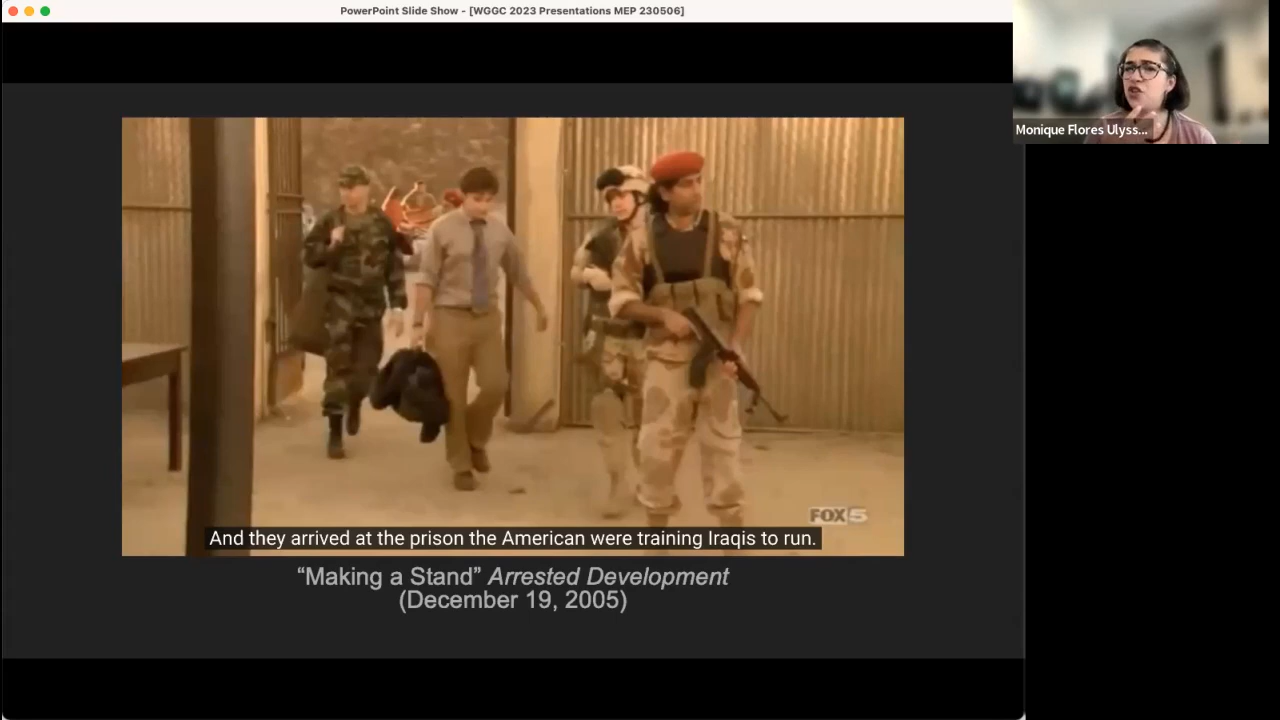 PowerPoint Slide Show - [WGGC 2023 Presentations MEP 230506]
Monique Flores Ulyss...
FOX 5
And they arrived at the prison the American were training Iraqis to run.
“Making a Stand” Arrested Development
(December 19, 2005)